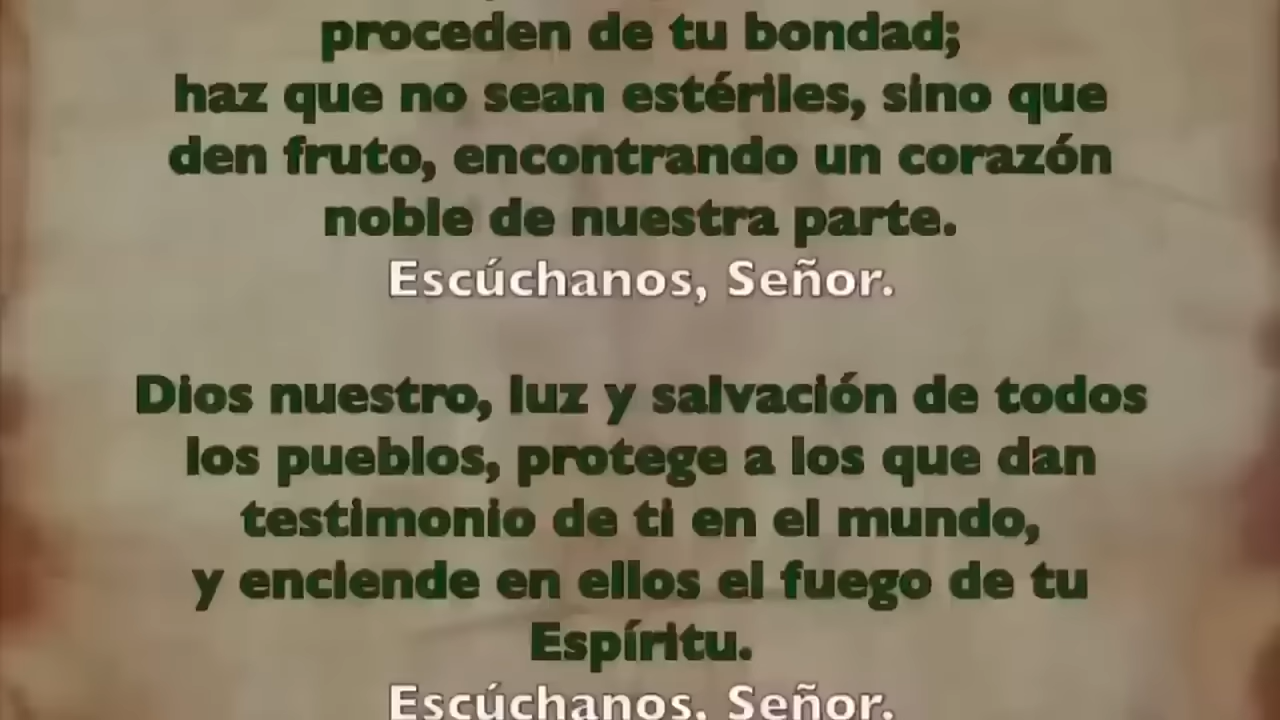 proceden de tu bondad;
haz que no sean estériles, sino que
den fruto, encontrando un corazón
noble de nuestra parte.
Escúchanos, Señor.
Dios nuestro, luz y salvación de todos
los pueblos, protege a los que dan
testimonio de ti en el mundo,
y enciende en ellos el fuego de tu
Espíritu.
Escúchanos, Señor.